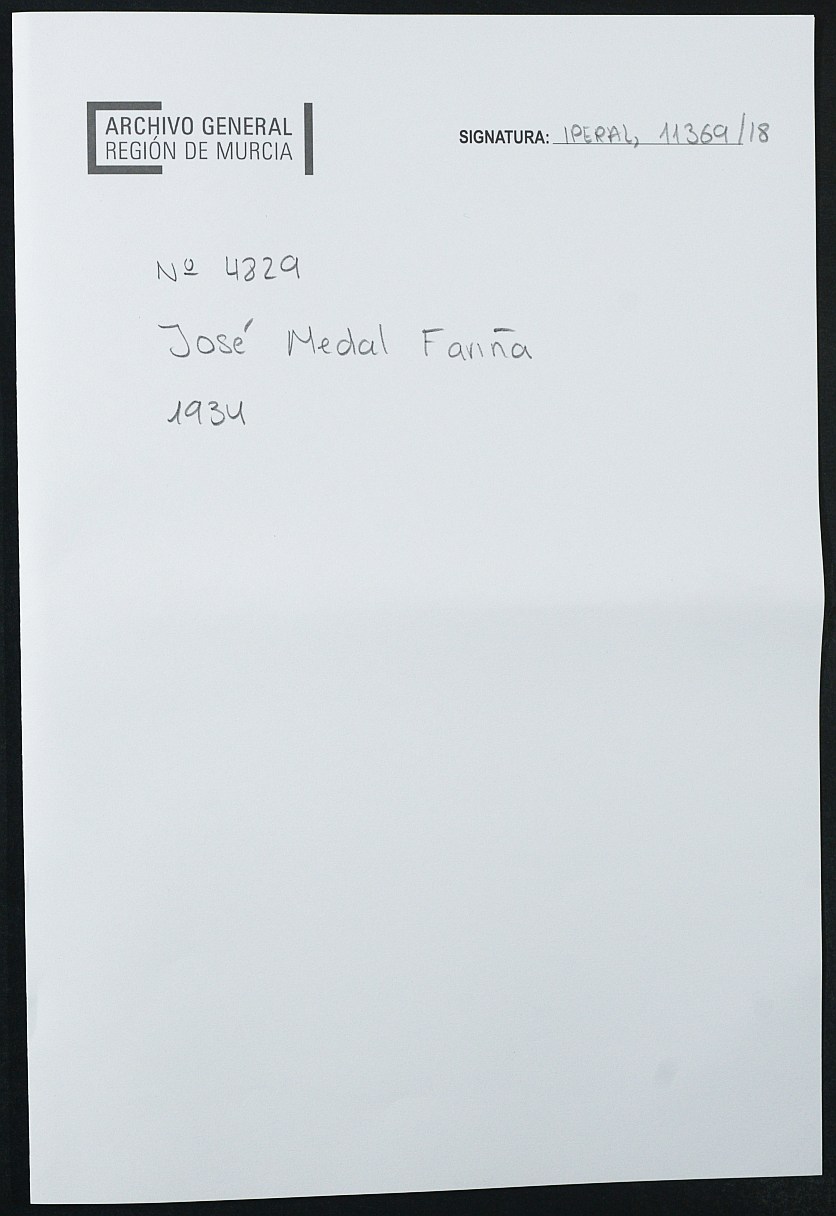 ARCHIVO GENERAL
REGIÓN DE MURCIA
SIGNATURA: IPERAL, 11369/18
Nº 4829
José Medal Fariña
1934